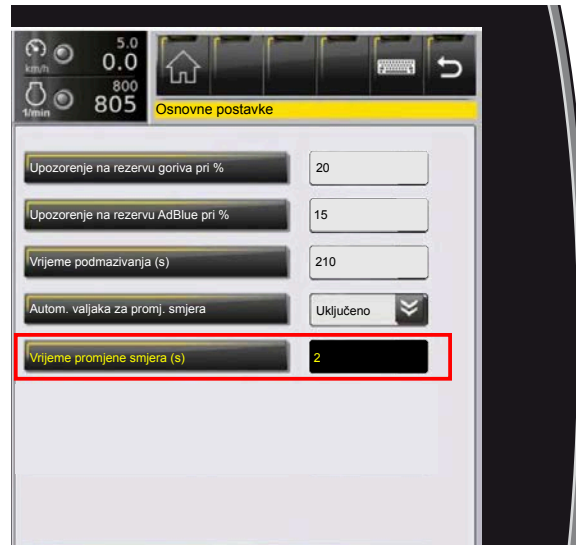 5.0
km/h 0.0
800
1/min 805
Osnovne postavke
Upozorenje na rezervu goriva pri % 20
Upozorenje na rezervu AdBlue pri % 15
Vrijeme podmazivanja (s) 210
Autom. valjaka za promj. smjera Uključeno
Vrijeme promjene smjera (s) 2